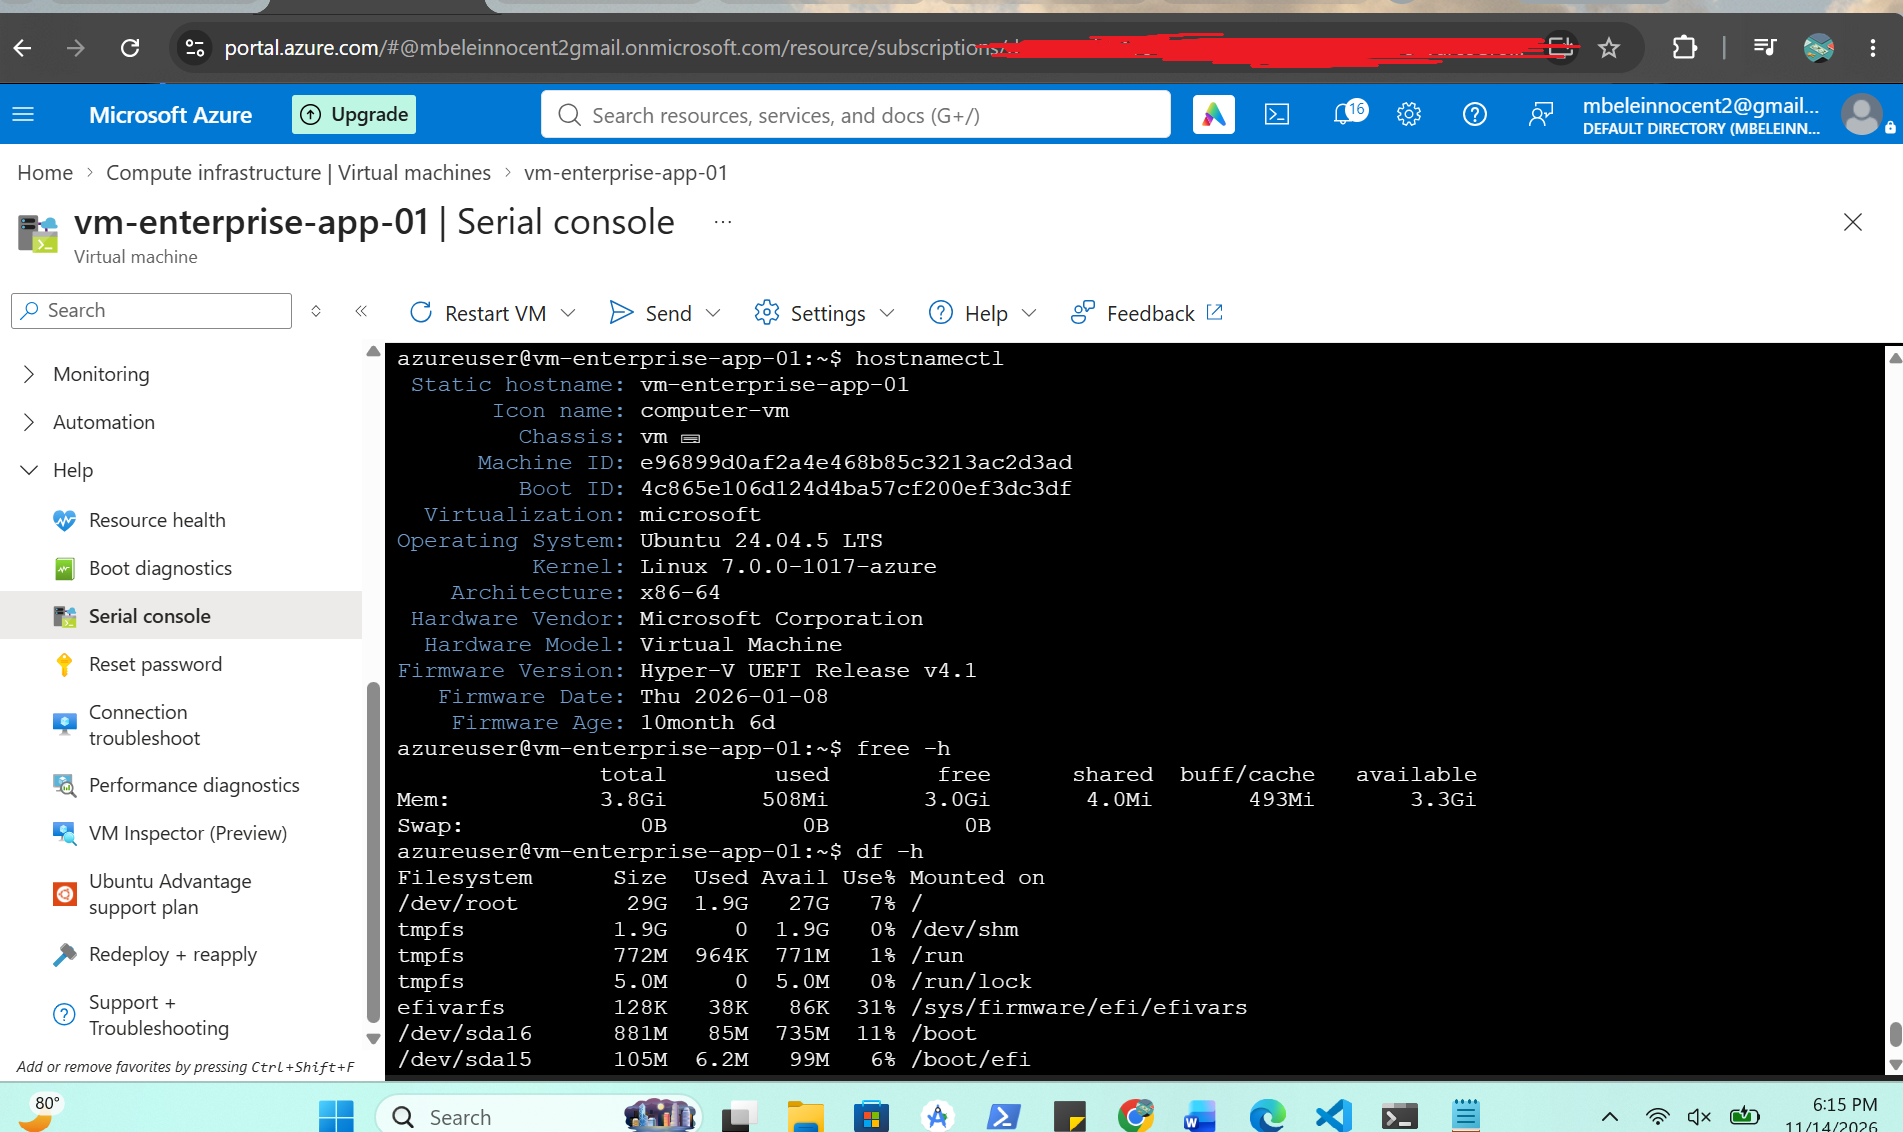 portal.azure.com/#@mbeleinnocent2gmail.onmicrosoft.com/resource/subscriptions/
Microsoft Azure
Upgrade
Search resources, services, and docs (G+/)
16
mbeleinnocent2@gmail...
DEFAULT DIRECTORY (MBELEINN...
Home > Compute infrastructure | Virtual machines > vm-enterprise-app-01
vm-enterprise-app-01 | Serial console ...
Virtual machine
Search
Restart VM
Send
Settings
Help
Feedback
Monitoring
Automation
Help
Resource health
Boot diagnostics
Serial console
Reset password
Connection
troubleshoot
Performance diagnostics
VM Inspector (Preview)
Ubuntu Advantage
support plan
Redeploy + reapply
Support +
Troubleshooting
Add or remove favorites by pressing Ctrl+Shift+F
azureuser@vm-enterprise-app-01:~$ hostnamectl
Static hostname: vm-enterprise-app-01
Icon name: computer-vm
Chassis: vm
Machine ID: e96899d0af2a4e468b85c3213ac2d3ad
Boot ID: 4c865e106d124d4ba57cf200ef3dc3df
Virtualization: microsoft
Operating System: Ubuntu 24.04.5 LTS
Kernel: Linux 7.0.0-1017-azure
Architecture: x86-64
Hardware Vendor: Microsoft Corporation
Hardware Model: Virtual Machine
Firmware Version: Hyper-V UEFI Release v4.1
Firmware Date: Thu 2026-01-08
Firmware Age: 10month 6d
azureuser@vm-enterprise-app-01:~$ free -h
total used free shared buff/cache available
Mem: 3.8Gi 508Mi 3.0Gi 4.0Mi 493Mi 3.3Gi
Swap: 0B 0B 0B
azureuser@vm-enterprise-app-01:~$ df -h
Filesystem Size Used Avail Use% Mounted on
/dev/root 29G 1.9G 27G 7% /
tmpfs 1.9G 0 1.9G 0% /dev/shm
tmpfs 772M 964K 771M 1% /run
tmpfs 5.0M 0 5.0M 0% /run/lock
efivarfs 128K 38K 86K 31% /sys/firmware/efi/efivars
/dev/sda16 881M 85M 735M 11% /boot
/dev/sda15 105M 6.2M 99M 6% /boot/efi
80°
Search
6:15 PM
11/14/2026